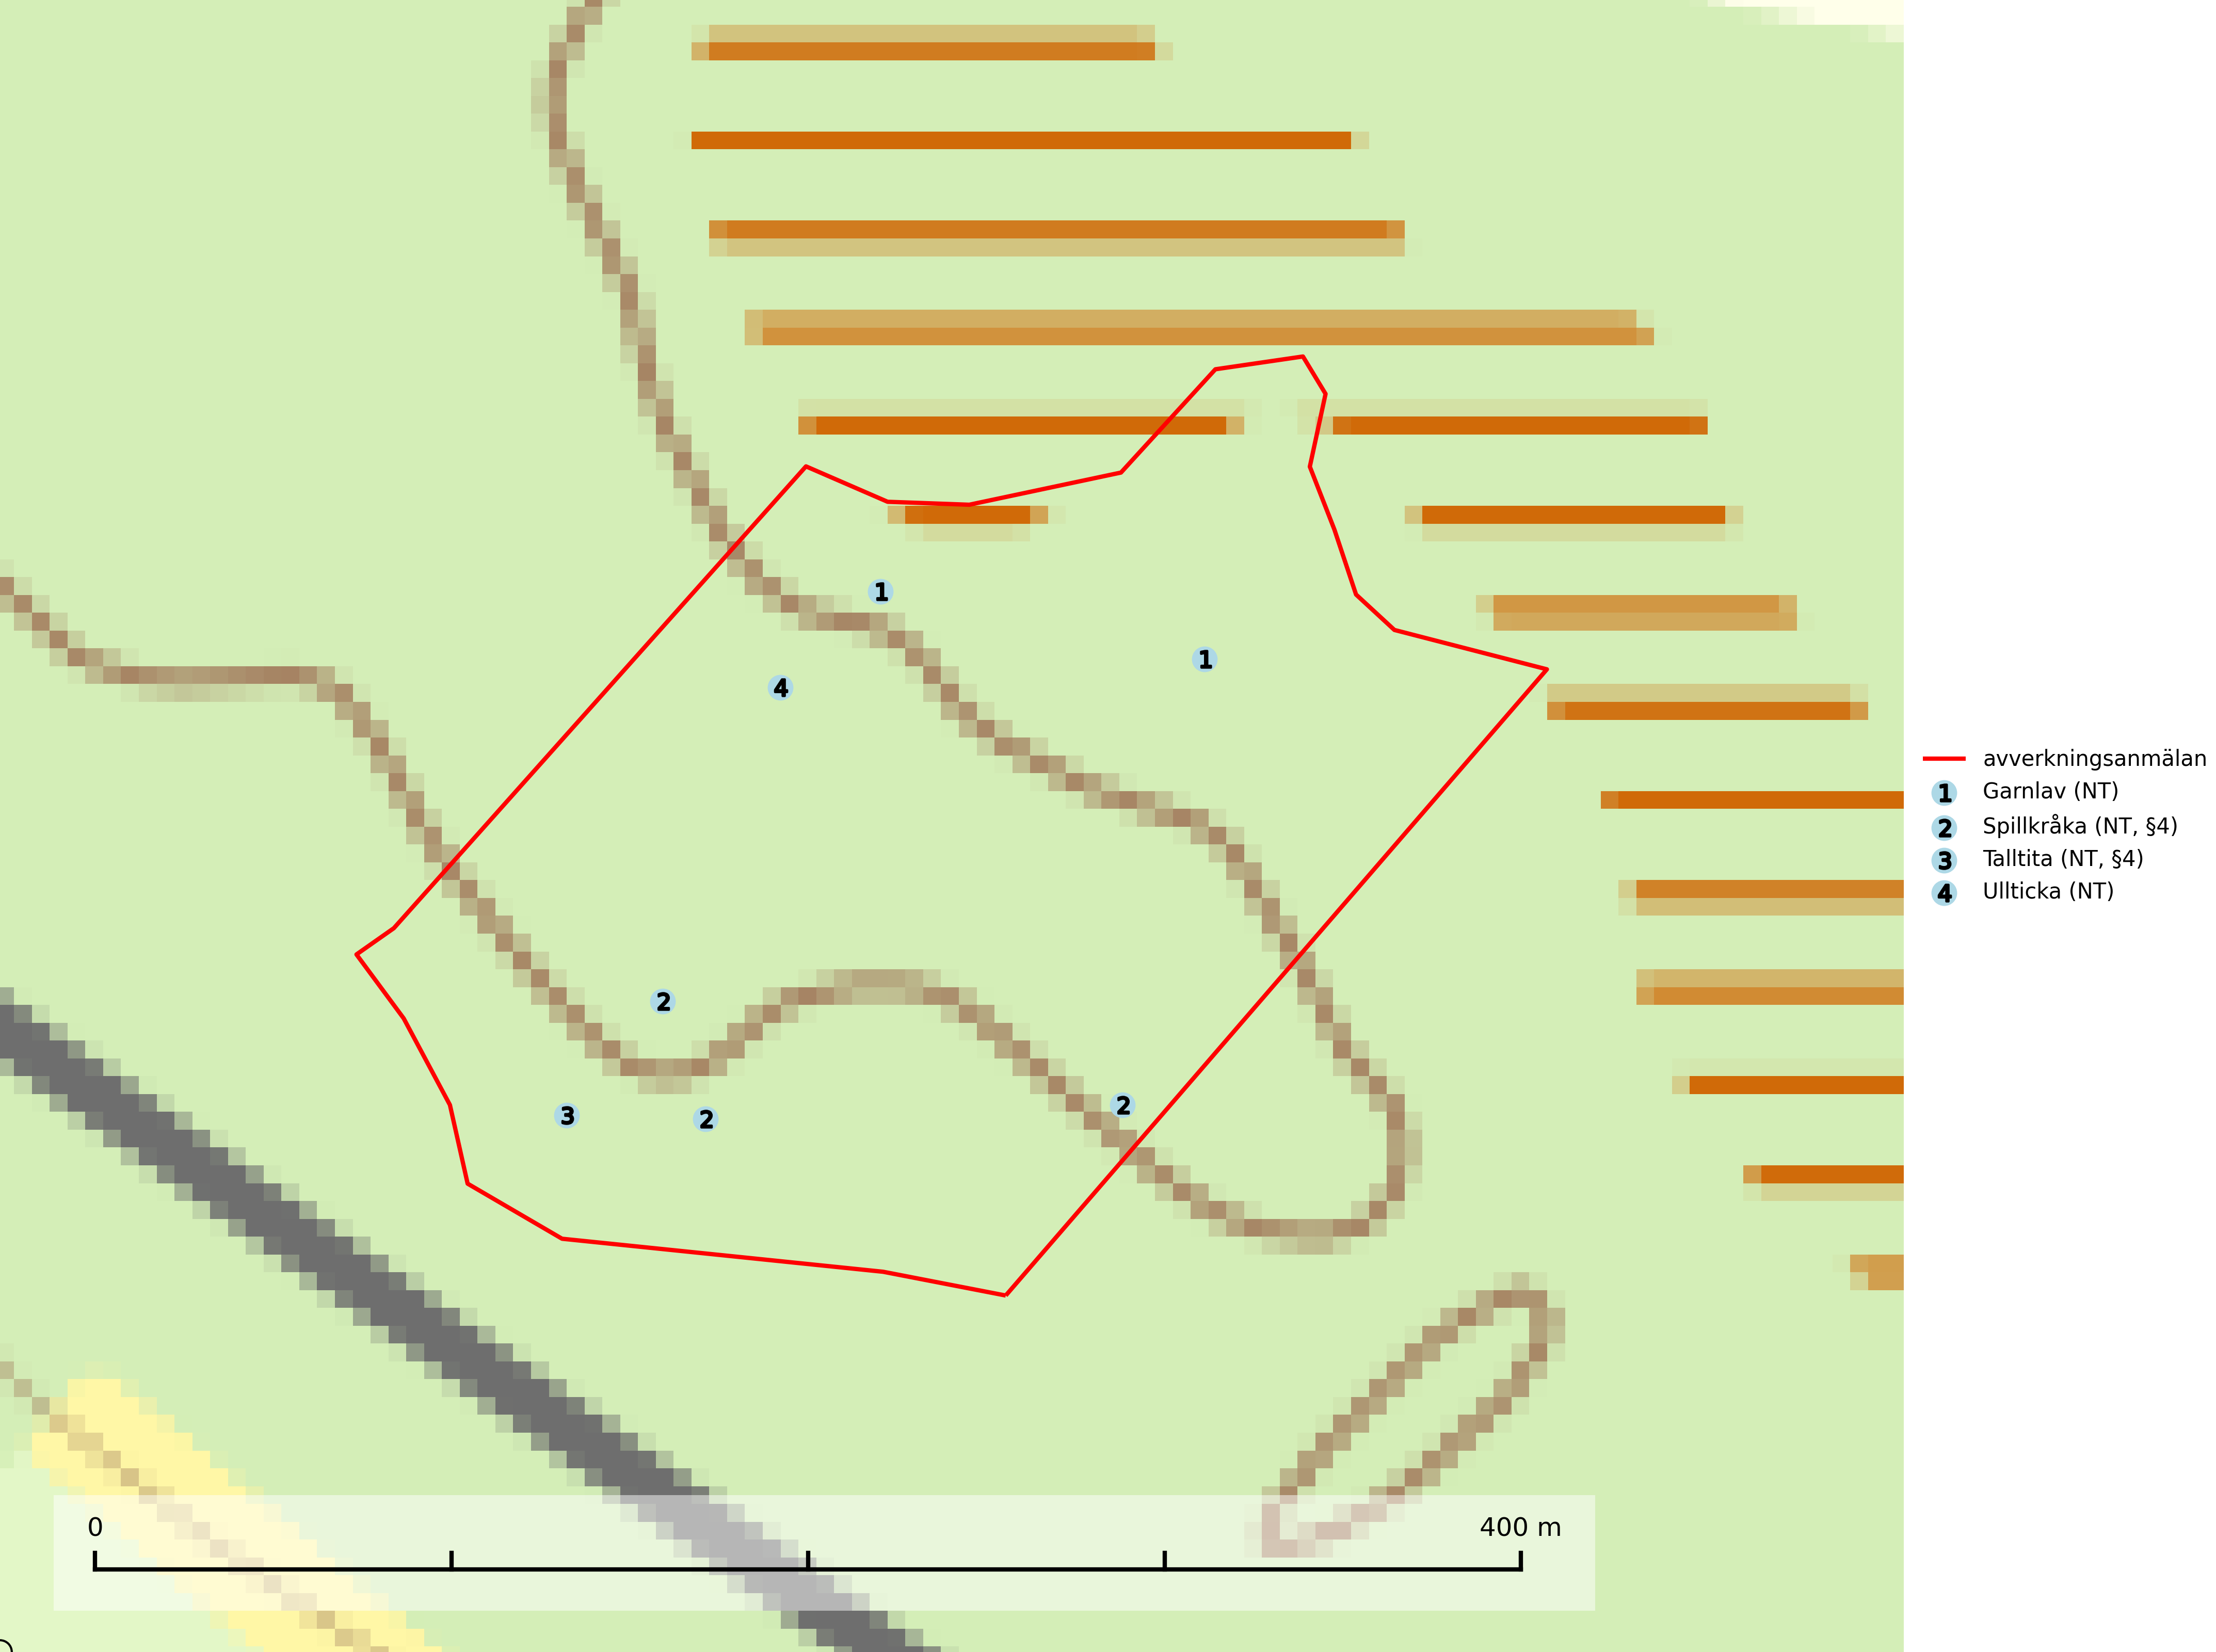 1
1
4
2
2
3
2
avverkningsanmälan
1 Garnlav (NT)
2 Spillkråka (NT, §4)
3 Talltita (NT, §4)
4 Ullticka (NT)
0 400 m